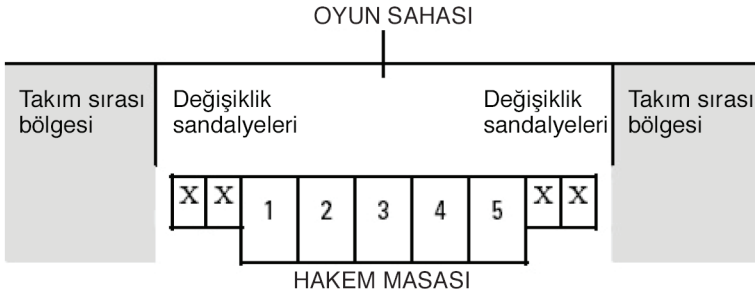 OYUN SAHASI
Takım sırası
bölgesi
Değişiklik
sandalyeleri
Değişiklik
sandalyeleri
Takım sırası
bölgesi
X X 1 2 3 4 5 X X
HAKEM MASASI